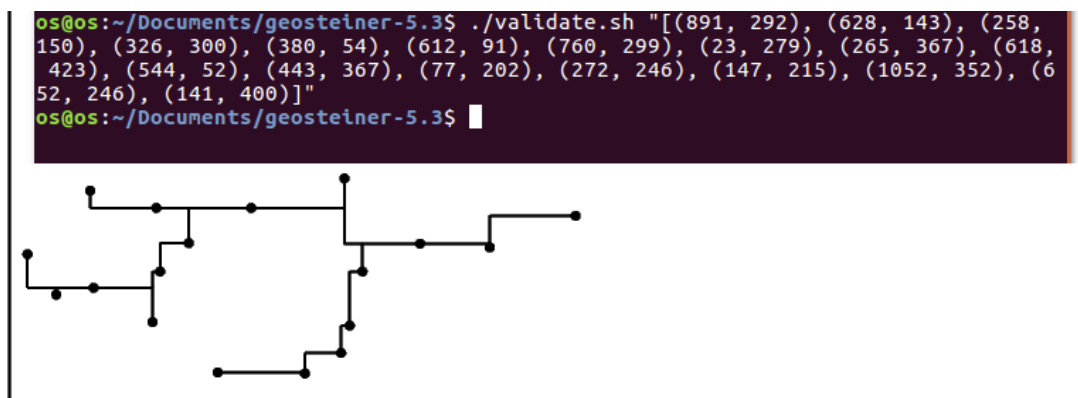 os@os:~/Documents/geosteiner-5.3$ ./validate.sh "[(891, 292), (628, 143), (258,
150), (326, 300), (380, 54), (612, 91), (760, 299), (23, 279), (265, 367), (618,
 423), (544, 52), (443, 367), (77, 202), (272, 246), (147, 215), (1052, 352), (6
52, 246), (141, 400)]"
os@os:~/Documents/geosteiner-5.3$